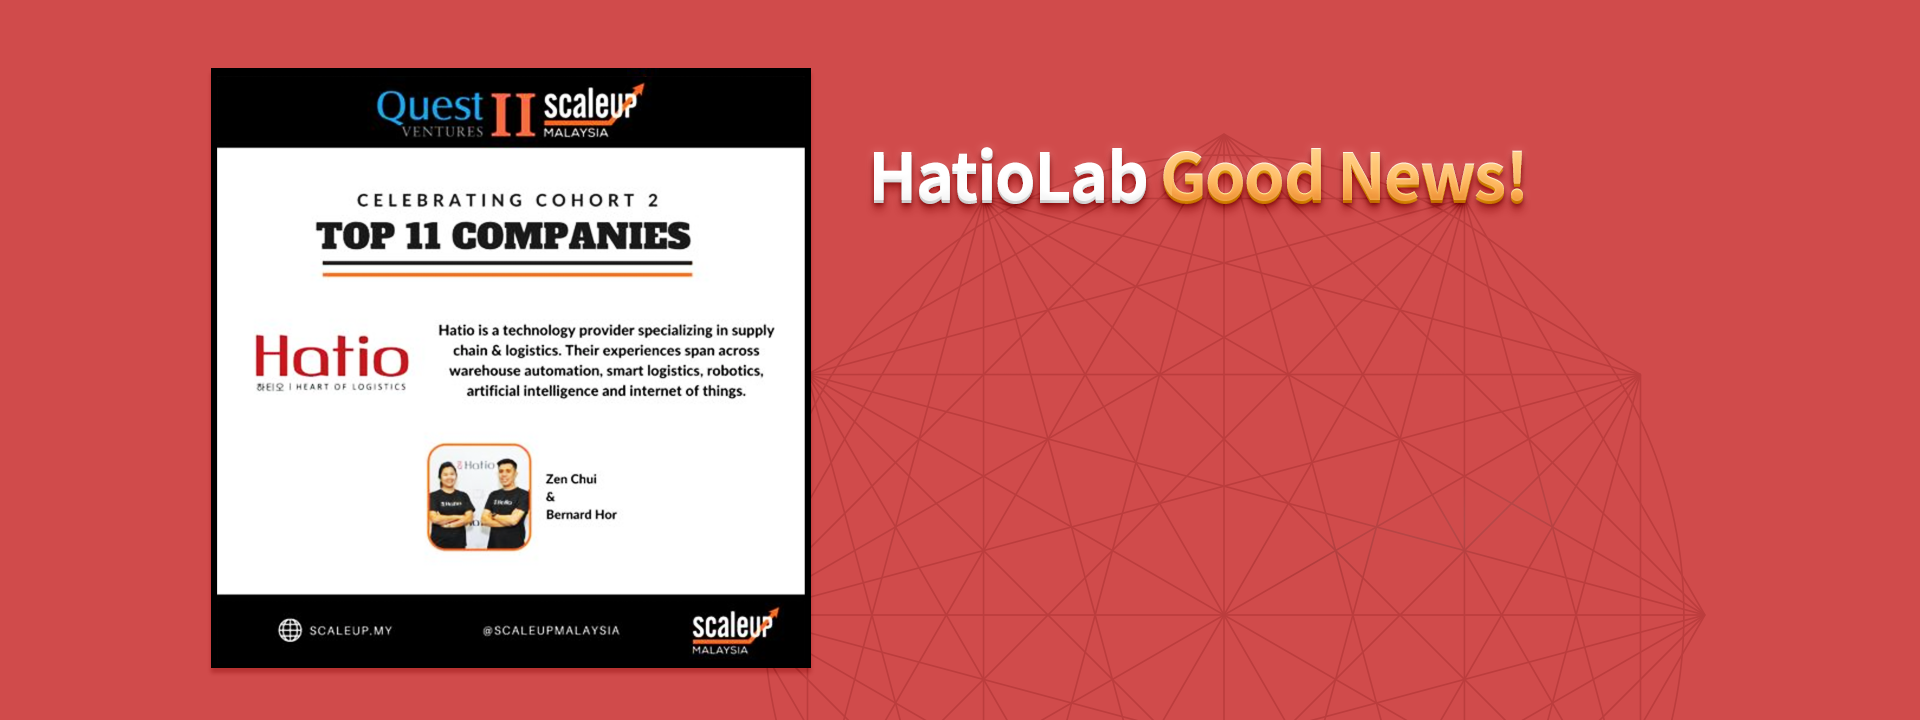 Quest VENTURES II scaleup MALAYSIA
CELEBRATING COHORT 2
TOP 11 COMPANIES
Hatio
하티오 | HEART OF LOGISTICS
Hatio is a technology provider specializing in supply
chain & logistics. Their experiences span across
warehouse automation, smart logistics, robotics,
artificial intelligence and internet of things.
Hatio
Zen Chui
&
Bernard Hor
SCALEUP.MY
@SCALEUPMALAYSIA
scaleup
MALAYSIA
HatioLab Good News!